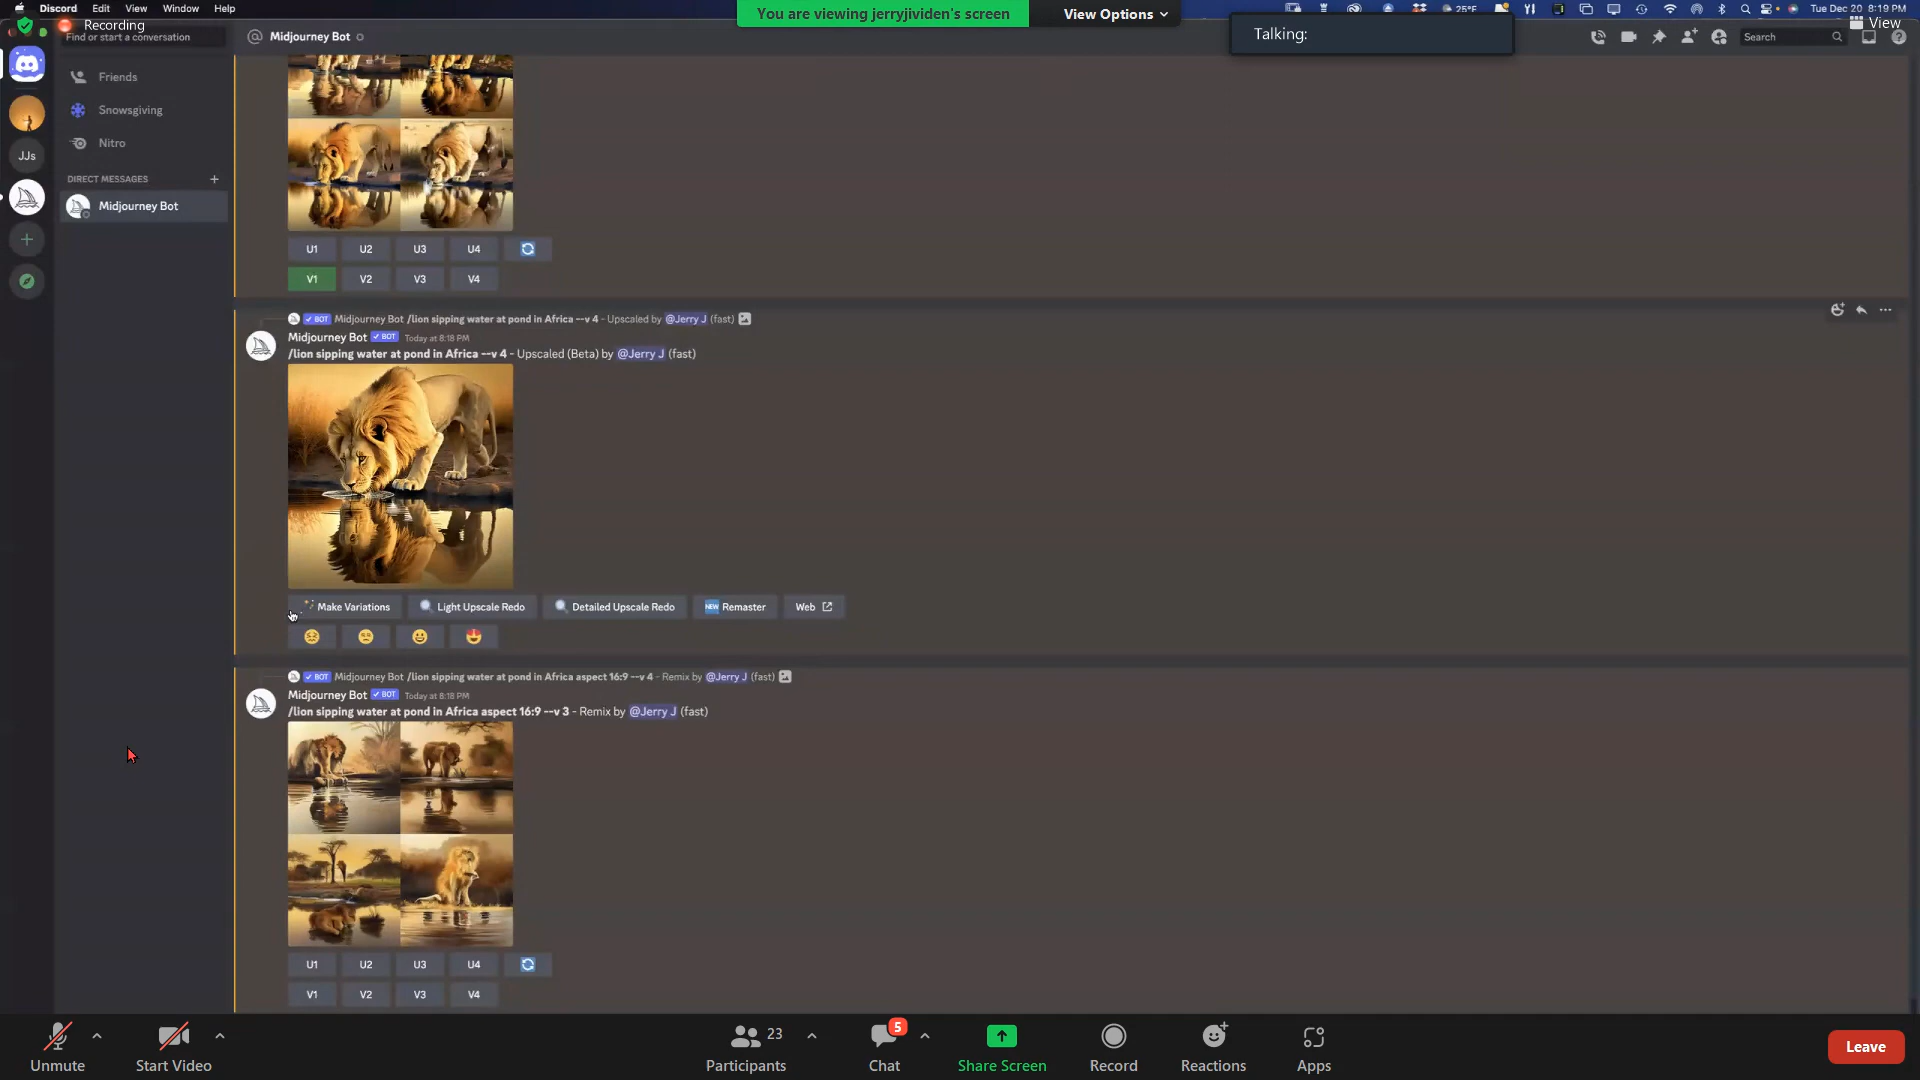 Discord Edit View Window Help
You are viewing jerryjividen's screen
View Options
25°F
Tue Dec 20 8:19 PM
Recording
View
Talking:
Find or start a conversation
Midjourney Bot
Search
Friends
Snowsgiving
Nitro
JJs
DIRECT MESSAGES +
Midjourney Bot
U1 U2 U3 U4
V1 V2 V3 V4
BOT Midjourney Bot /lion sipping water at pond in Africa --v 4 - Upscaled by @Jerry J (fast)
Midjourney Bot BOT Today at 8:18 PM
/lion sipping water at pond in Africa --v 4 - Upscaled (Beta) by @Jerry J (fast)
Make Variations Light Upscale Redo Detailed Upscale Redo NEW Remaster Web
BOT Midjourney Bot /lion sipping water at pond in Africa aspect 16:9 --v 4 - Remix by @Jerry J (fast)
Midjourney Bot BOT Today at 8:18 PM
/lion sipping water at pond in Africa aspect 16:9 --v 3 - Remix by @Jerry J (fast)
U1 U2 U3 U4
V1 V2 V3 V4
23
5
Unmute Start Video Participants Chat Share Screen Record Reactions Apps Leave